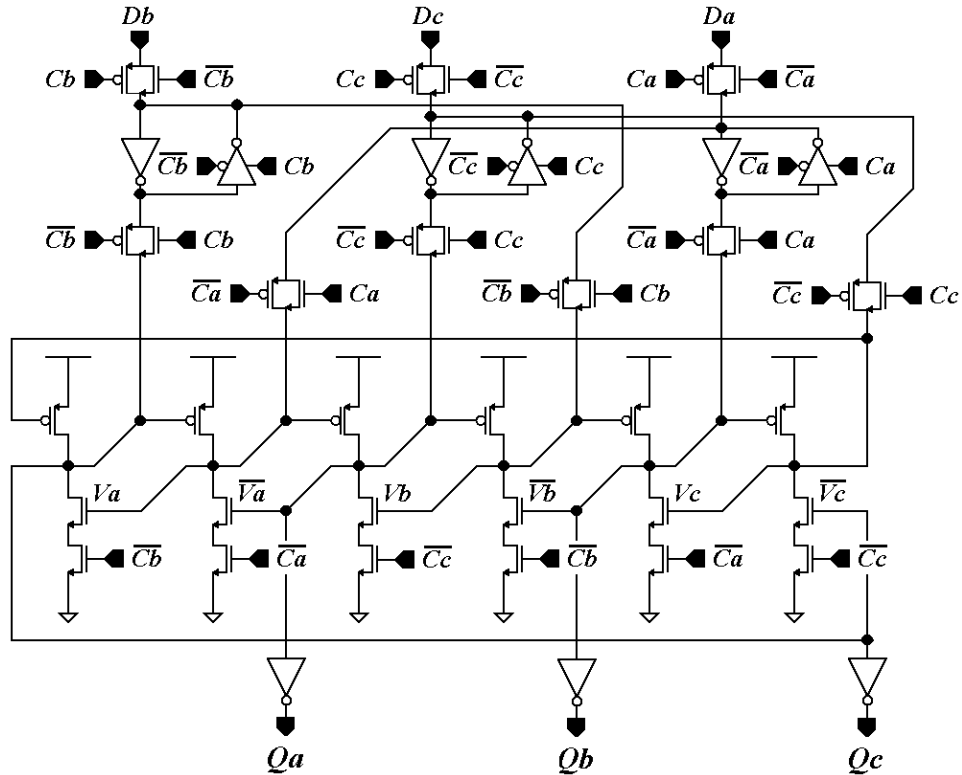 Db Dc Da
Cb C̅b̅ Cc C̅c̅ Ca C̅a̅
C̅b̅ Cb C̅c̅ Cc C̅a̅ Ca
C̅b̅ Cb C̅c̅ Cc C̅a̅ Ca
C̅a̅ Ca C̅b̅ Cb C̅c̅ Cc
Va V̅a̅ Vb V̅b̅ Vc V̅c̅
C̅b̅ C̅a̅ C̅c̅ C̅b̅ C̅a̅ C̅c̅
Qa Qb Qc